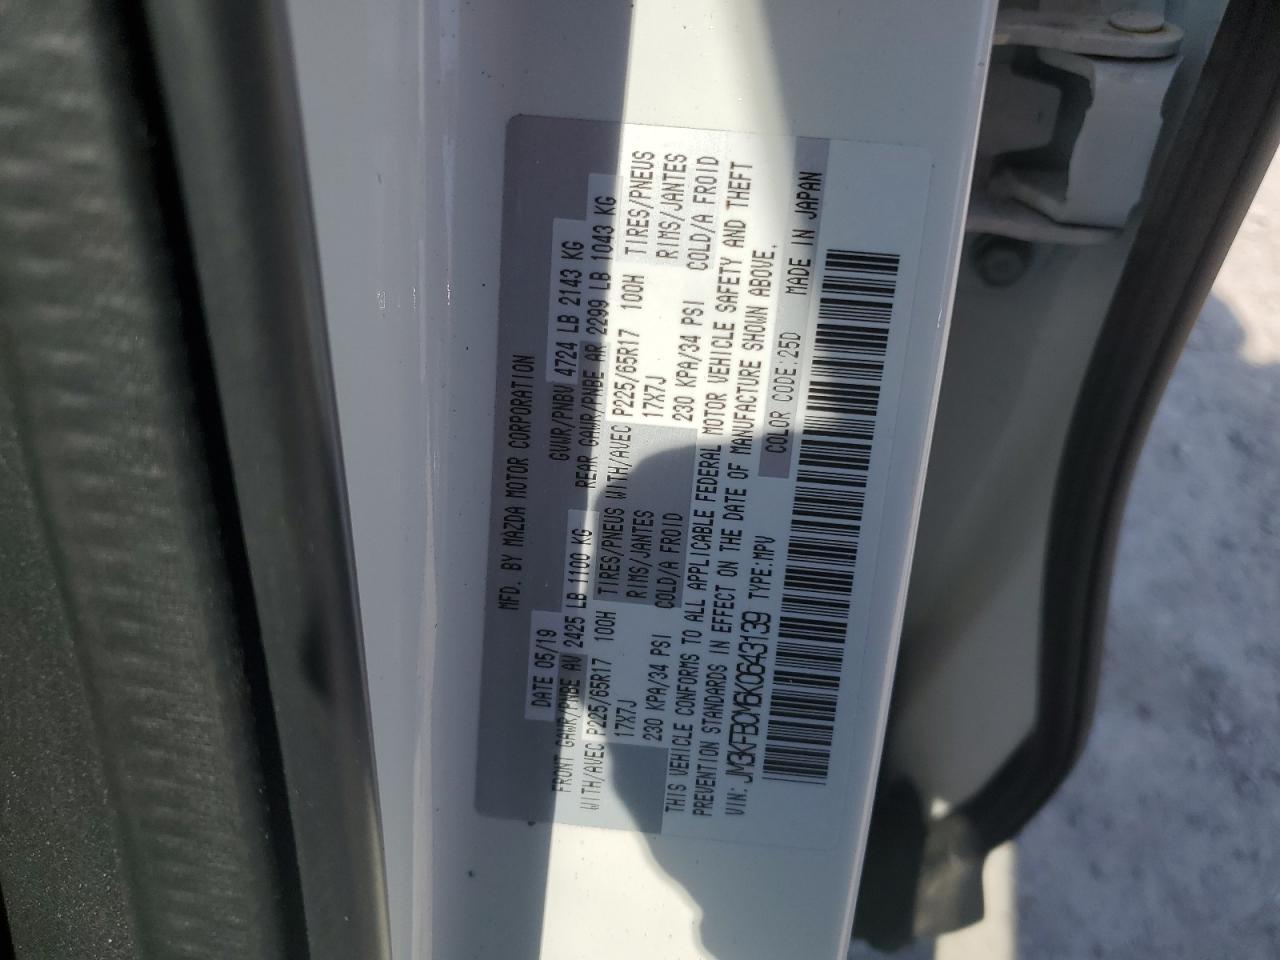 MFD. BY MAZDA MOTOR CORPORATION
DATE 05/19 GVWR/PNBV 4724 LB 2143 KG
FRONT GAWR/PNBE AV 2425 LB 1100 KG REAR GAWR/PNBE AR 2299 LB 1043 KG
WITH/AVEC P225/65R17 100H TIRES/PNEUS WITH/AVEC P225/65R17 100H TIRES/PNEUS
17X7J RIMS/JANTES 17X7J RIMS/JANTES
230 KPA/34 PSI COLD/A FROID 230 KPA/34 PSI COLD/A FROID
THIS VEHICLE CONFORMS TO ALL APPLICABLE FEDERAL MOTOR VEHICLE SAFETY AND THEFT
PREVENTION STANDARDS IN EFFECT ON THE DATE OF MANUFACTURE SHOWN ABOVE.
VIN: JM3KFBCM6K0643139 TYPE:MPV COLOR CODE:25D MADE IN JAPAN